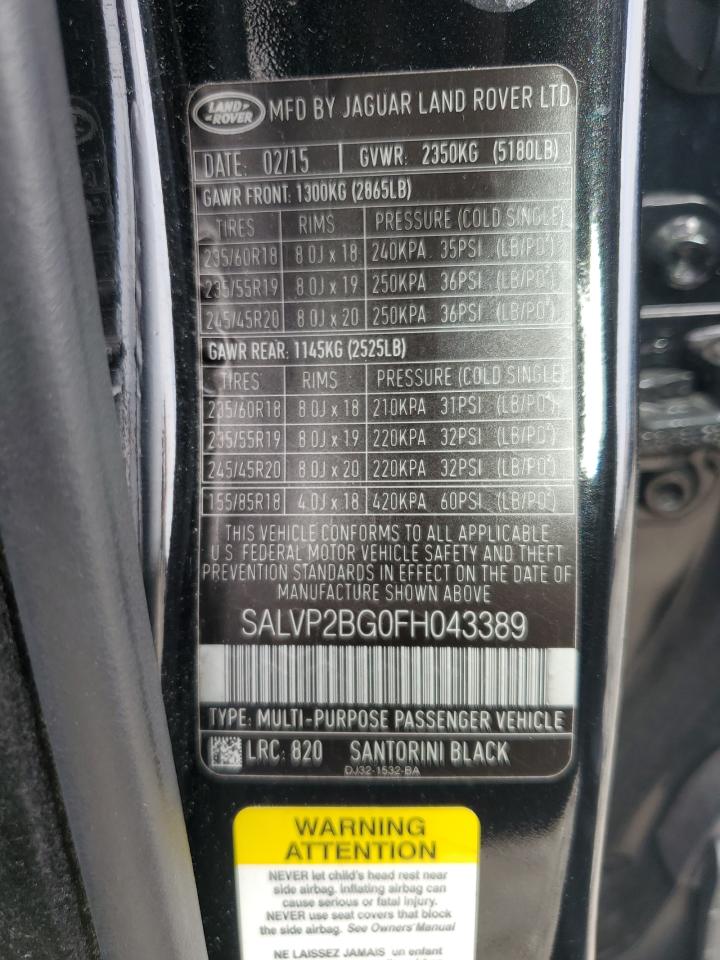 LAND ROVER MFD BY JAGUAR LAND ROVER LTD
DATE: 02/15 GVWR: 2350KG (5180LB)
GAWR FRONT: 1300KG (2865LB)
TIRES RIMS PRESSURE (COLD SINGLE)
235/60R18 8.0J x 18 240KPA 35PSI (LB/PO²)
235/55R19 8.0J x 19 250KPA 36PSI (LB/PO²)
245/45R20 8.0J x 20 250KPA 36PSI (LB/PO²)
GAWR REAR: 1145KG (2525LB)
TIRES RIMS PRESSURE (COLD SINGLE)
235/60R18 8.0J x 18 210KPA 31PSI (LB/PO²)
235/55R19 8.0J x 19 220KPA 32PSI (LB/PO²)
245/45R20 8.0J x 20 220KPA 32PSI (LB/PO²)
155/85R18 4.0J x 18 420KPA 60PSI (LB/PO²)
THIS VEHICLE CONFORMS TO ALL APPLICABLE
U.S. FEDERAL MOTOR VEHICLE SAFETY AND THEFT
PREVENTION STANDARDS IN EFFECT ON THE DATE OF
MANUFACTURE SHOWN ABOVE
SALVP2BG0FH043389
TYPE: MULTI-PURPOSE PASSENGER VEHICLE
LRC: 820 SANTORINI BLACK
DJ32-1532-BA
WARNING
ATTENTION
NEVER let child's head rest near
side airbag. Inflating airbag can
cause serious or fatal injury.
NEVER use seat covers that block
the side airbag. See Owners Manual
NE LAISSEZ JAMAIS un enfant